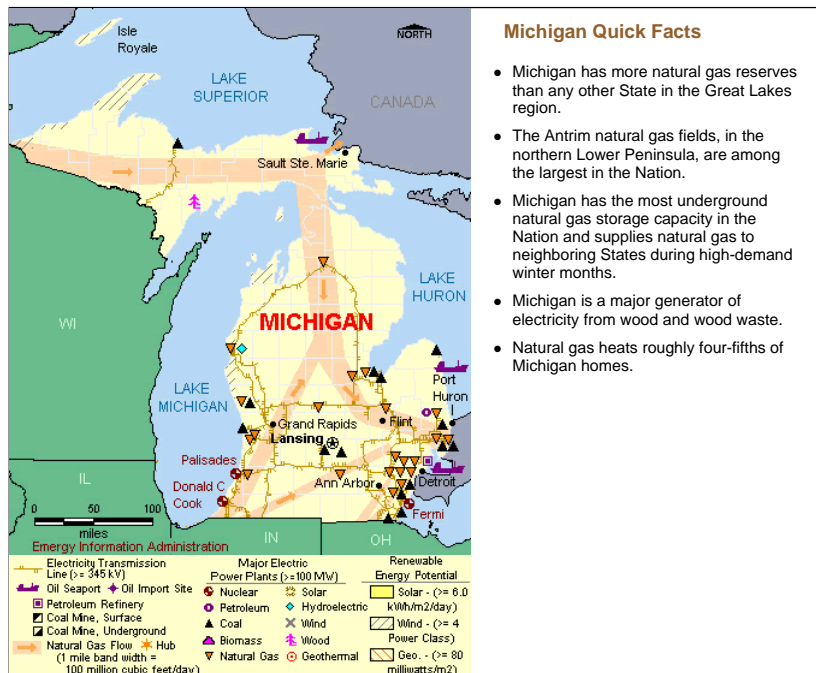 Isle
Royale
NORTH
LAKE
SUPERIOR
CANADA
Sault Ste. Marie
LAKE
HURON
WI
MICHIGAN
LAKE
MICHIGAN
Port
Huron
Grand Rapids
Flint
Lansing
Palisades
IL
Donald C
Cook
Ann Arbor
Detroit
Fermi
0 50 100
miles
IN
OH
Energy Information Administration
Electricity Transmission
Line (>= 345 kV)
Oil Seaport
Oil Import Site
Petroleum Refinery
Coal Mine, Surface
Coal Mine, Underground
Natural Gas Flow
Hub
(1 mile band width =
100 million cubic feet/day)
Major Electric
Power Plants (>=100 MW)
Nuclear
Solar
Petroleum
Hydroelectric
Coal
Wind
Biomass
Wood
Natural Gas
Geothermal
Renewable
Energy Potential
Solar - (>= 6.0
kWh/m2/day)
Wind - (>= 4
Power Class)
Geo. - (>= 80
milliwatts/m2)
Michigan Quick Facts
• Michigan has more natural gas reserves
than any other State in the Great Lakes
region.
• The Antrim natural gas fields, in the
northern Lower Peninsula, are among
the largest in the Nation.
• Michigan has the most underground
natural gas storage capacity in the
Nation and supplies natural gas to
neighboring States during high-demand
winter months.
• Michigan is a major generator of
electricity from wood and wood waste.
• Natural gas heats roughly four-fifths of
Michigan homes.